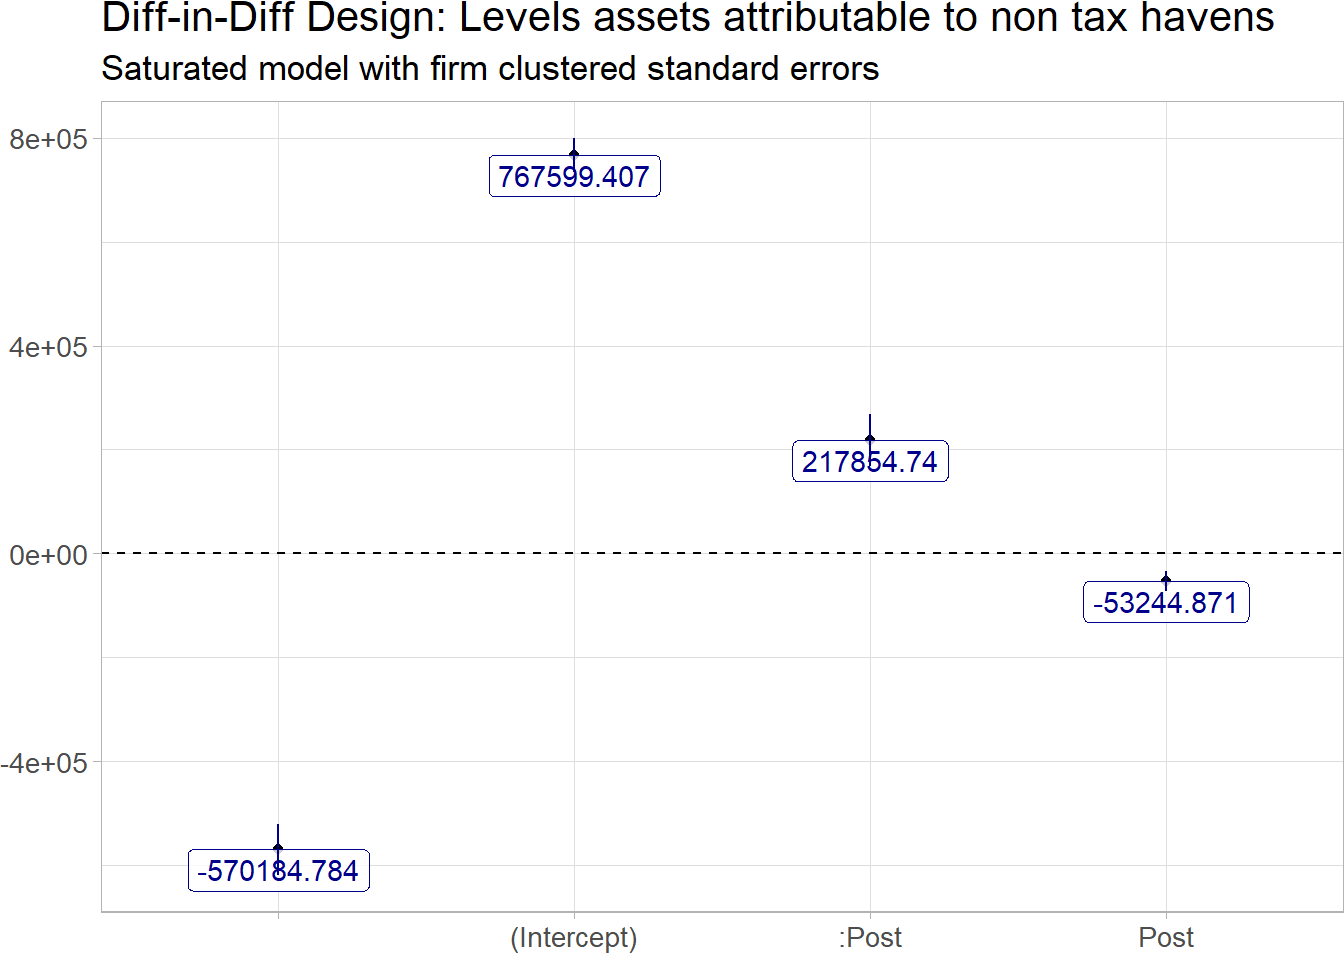 Diff-in-Diff Design: Levels assets attributable to non tax havens
Saturated model with firm clustered standard errors
8e+05
767599.407
4e+05
217854.74
0e+00
-53244.871
-4e+05
-570184.784
(Intercept)
:Post
Post